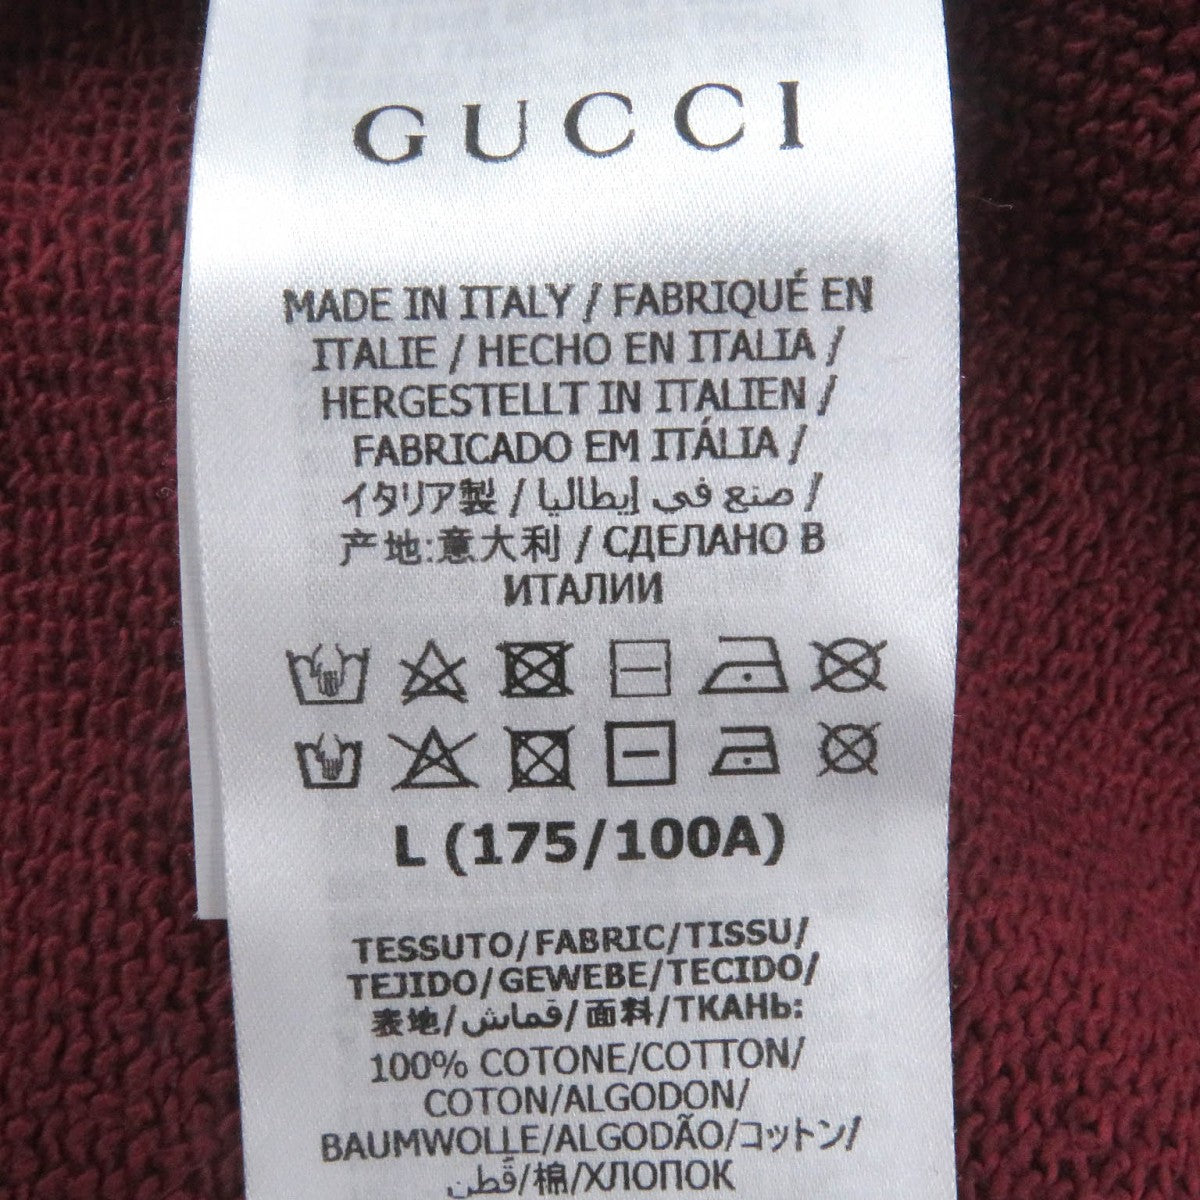 GUCCI
MADE IN ITALY / FABRIQUÉ EN
ITALIE / HECHO EN ITALIA /
HERGESTELLT IN ITALIEN /
FABRICADO EM ITÁLIA /
イタリア製 / صنع في إيطاليا /
产地:意大利 / СДЕЛАНО В
ИТАЛИИ
L (175/100A)
TESSUTO/FABRIC/TISSU/
TEJIDO/GEWEBE/TECIDO/
表地/قماش/面料/ТКАНЬ:
100% COTONE/COTTON/
COTON/ALGODON/
BAUMWOLLE/ALGODÃO/コットン/
قُطن/棉/ХЛОПОК